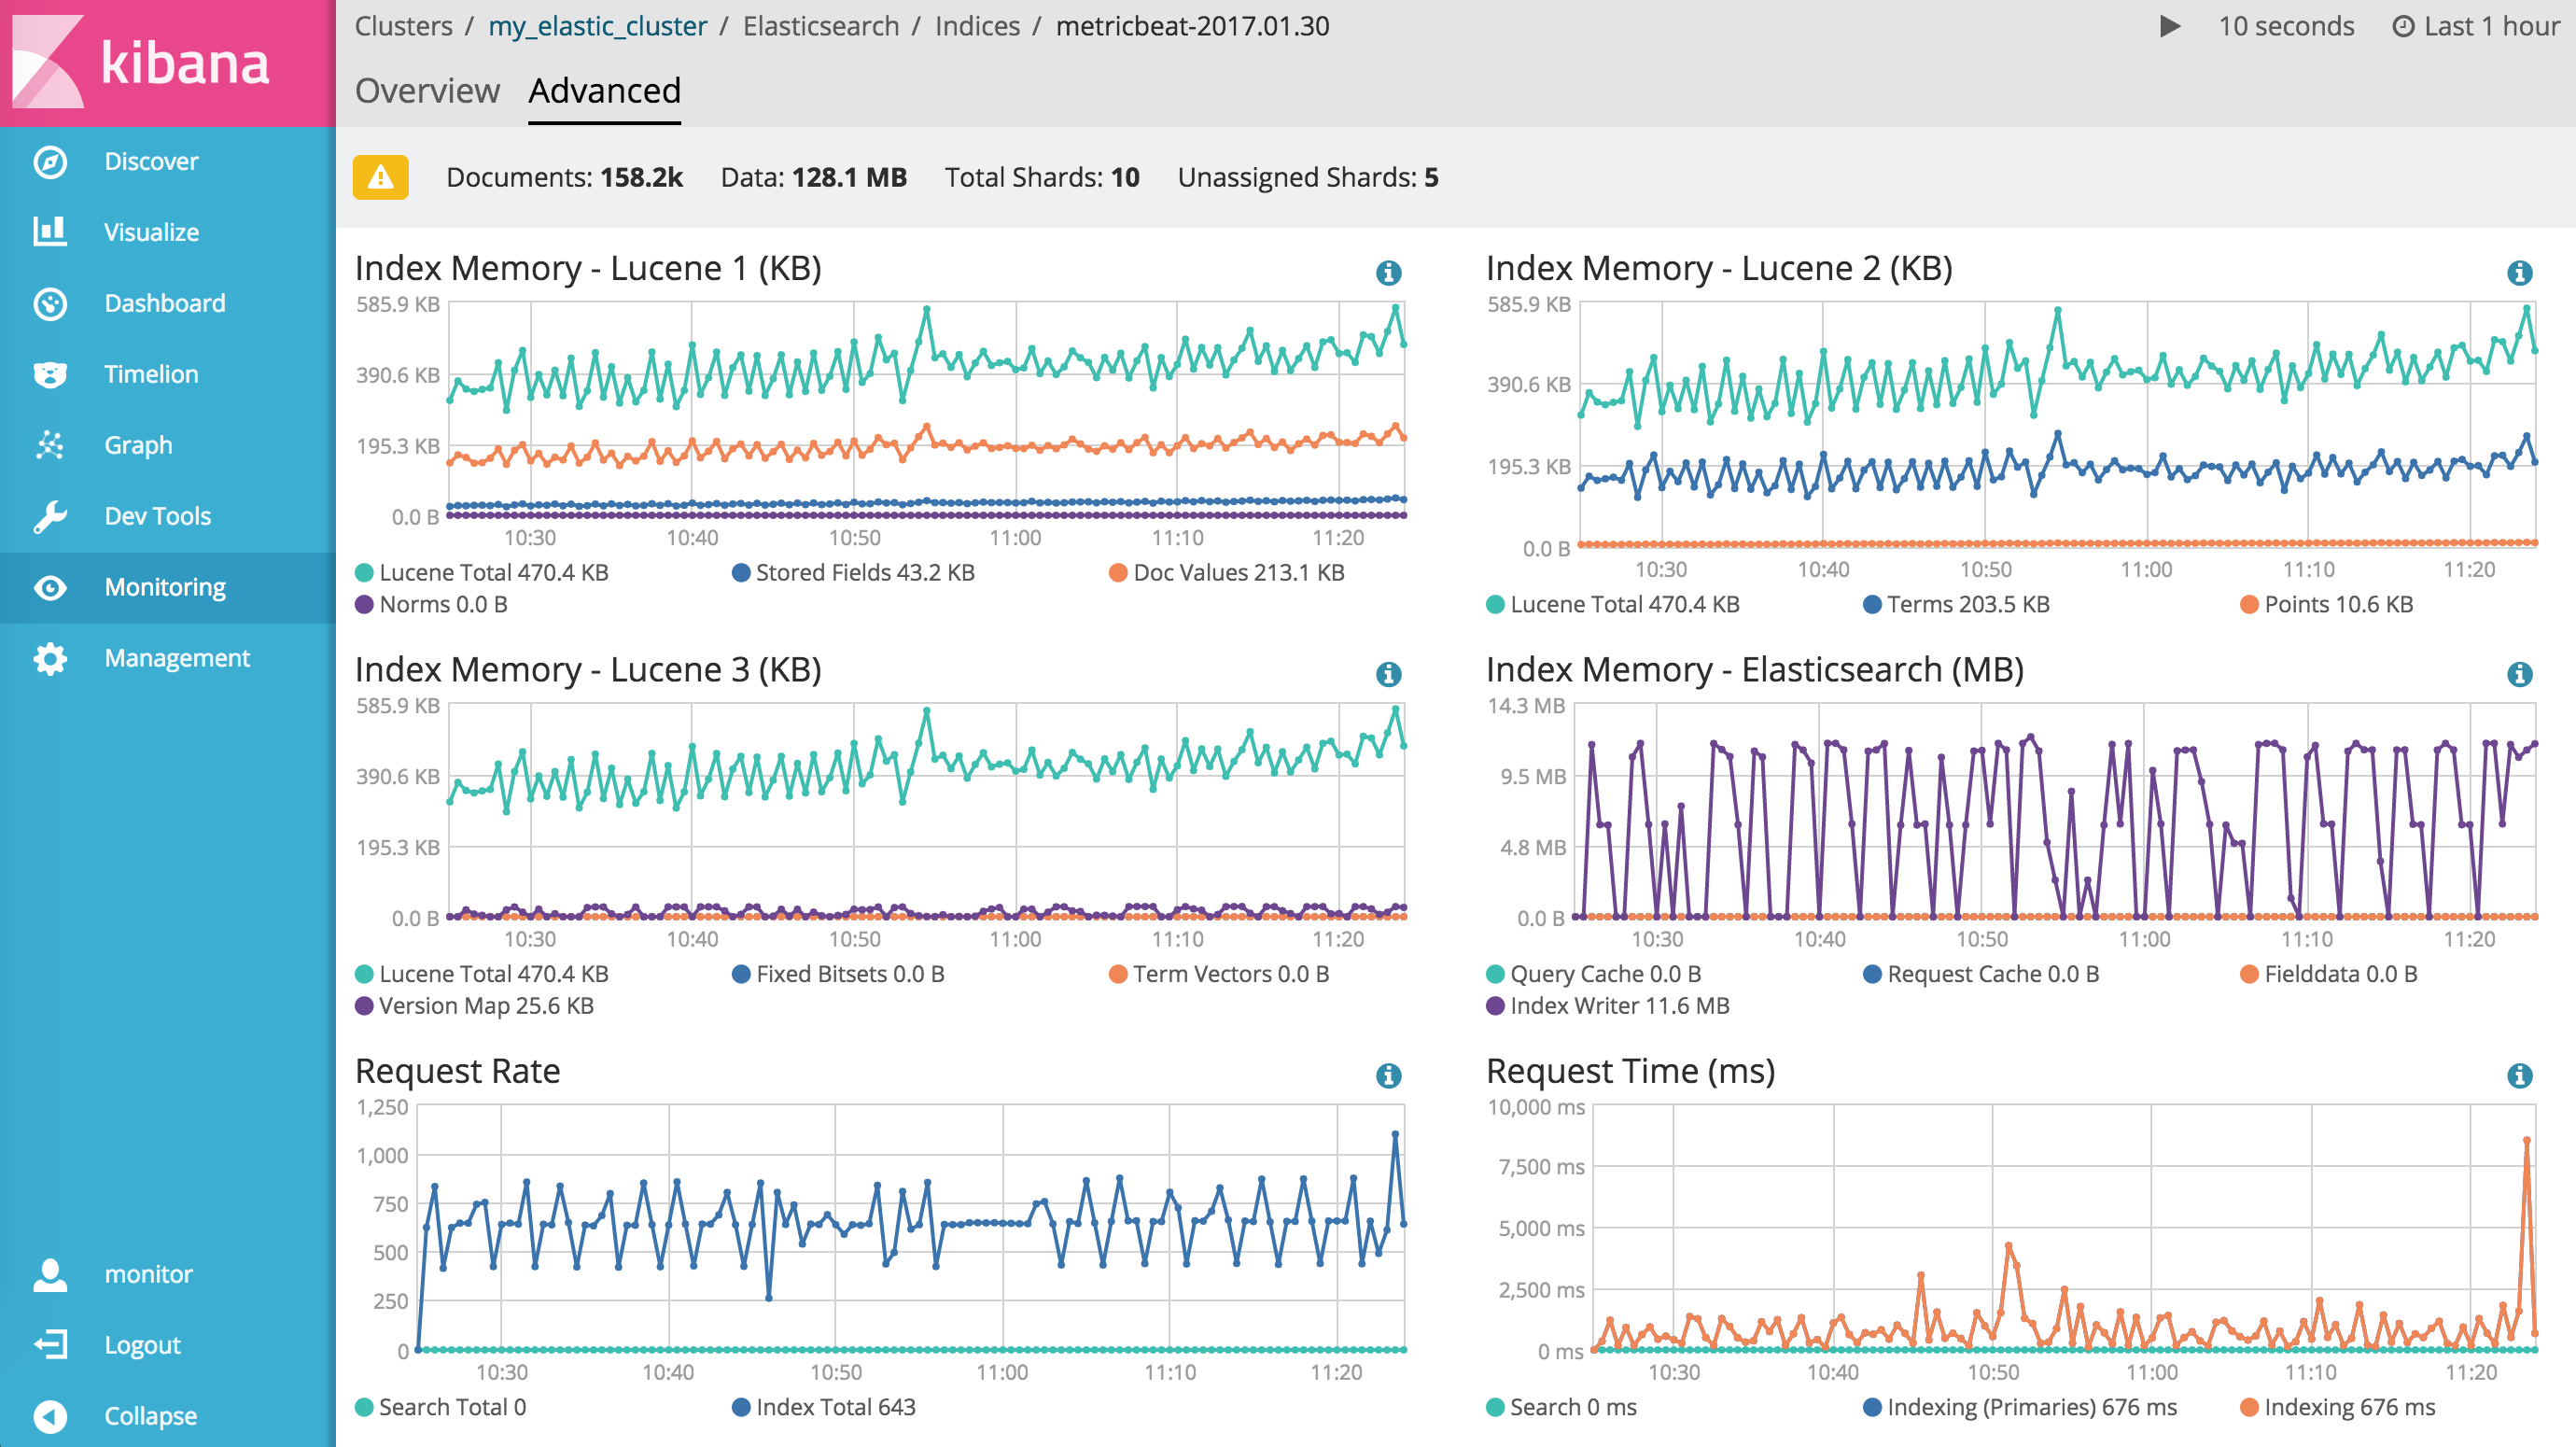 kibana
Clusters / my_elastic_cluster / Elasticsearch / Indices / metricbeat-2017.01.30
10 seconds Last 1 hour
Overview Advanced
Discover
Visualize
Dashboard
Timelion
Graph
Dev Tools
Monitoring
Management
monitor
Logout
Collapse
Documents: 158.2k Data: 128.1 MB Total Shards: 10 Unassigned Shards: 5
Index Memory - Lucene 1 (KB)
585.9 KB
390.6 KB
195.3 KB
0.0 B
10:30 10:40 10:50 11:00 11:10 11:20
Lucene Total 470.4 KB Stored Fields 43.2 KB Doc Values 213.1 KB
Norms 0.0 B
Index Memory - Lucene 2 (KB)
585.9 KB
390.6 KB
195.3 KB
0.0 B
10:30 10:40 10:50 11:00 11:10 11:20
Lucene Total 470.4 KB Terms 203.5 KB Points 10.6 KB
Index Memory - Lucene 3 (KB)
585.9 KB
390.6 KB
195.3 KB
0.0 B
10:30 10:40 10:50 11:00 11:10 11:20
Lucene Total 470.4 KB Fixed Bitsets 0.0 B Term Vectors 0.0 B
Version Map 25.6 KB
Index Memory - Elasticsearch (MB)
14.3 MB
9.5 MB
4.8 MB
0.0 B
10:30 10:40 10:50 11:00 11:10 11:20
Query Cache 0.0 B Request Cache 0.0 B Fielddata 0.0 B
Index Writer 11.6 MB
Request Rate
1,250
1,000
750
500
250
0
10:30 10:40 10:50 11:00 11:10 11:20
Search Total 0 Index Total 643
Request Time (ms)
10,000 ms
7,500 ms
5,000 ms
2,500 ms
0 ms
10:30 10:40 10:50 11:00 11:10 11:20
Search 0 ms Indexing (Primaries) 676 ms Indexing 676 ms